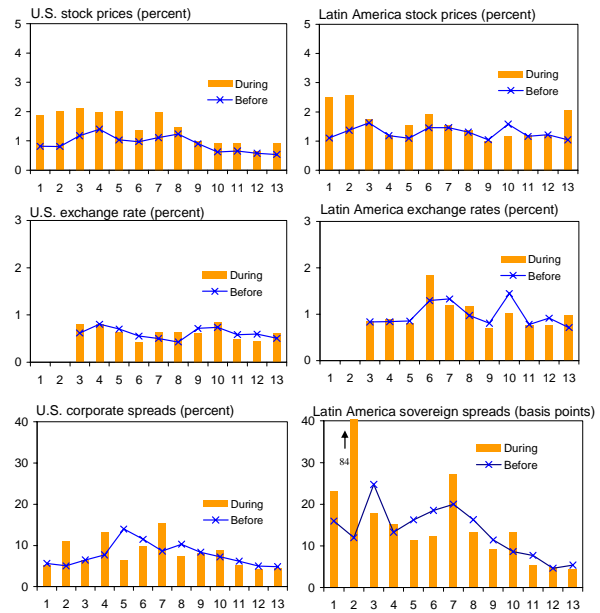 U.S. stock prices (percent)
5
4
3
2
1
0
During
Before
1 2 3 4 5 6 7 8 9 10 11 12 13
Latin America stock prices (percent)
5
4
3
2
1
0
During
Before
1 2 3 4 5 6 7 8 9 10 11 12 13
U.S. exchange rate (percent)
3
2
1
0
During
Before
1 2 3 4 5 6 7 8 9 10 11 12 13
Latin America exchange rates (percent)
3
2
1
0
During
Before
1 2 3 4 5 6 7 8 9 10 11 12 13
U.S. corporate spreads (percent)
40
30
20
10
0
During
Before
1 2 3 4 5 6 7 8 9 10 11 12 13
Latin America sovereign spreads (basis points)
40
30
20
10
0
84
During
Before
1 2 3 4 5 6 7 8 9 10 11 12 13